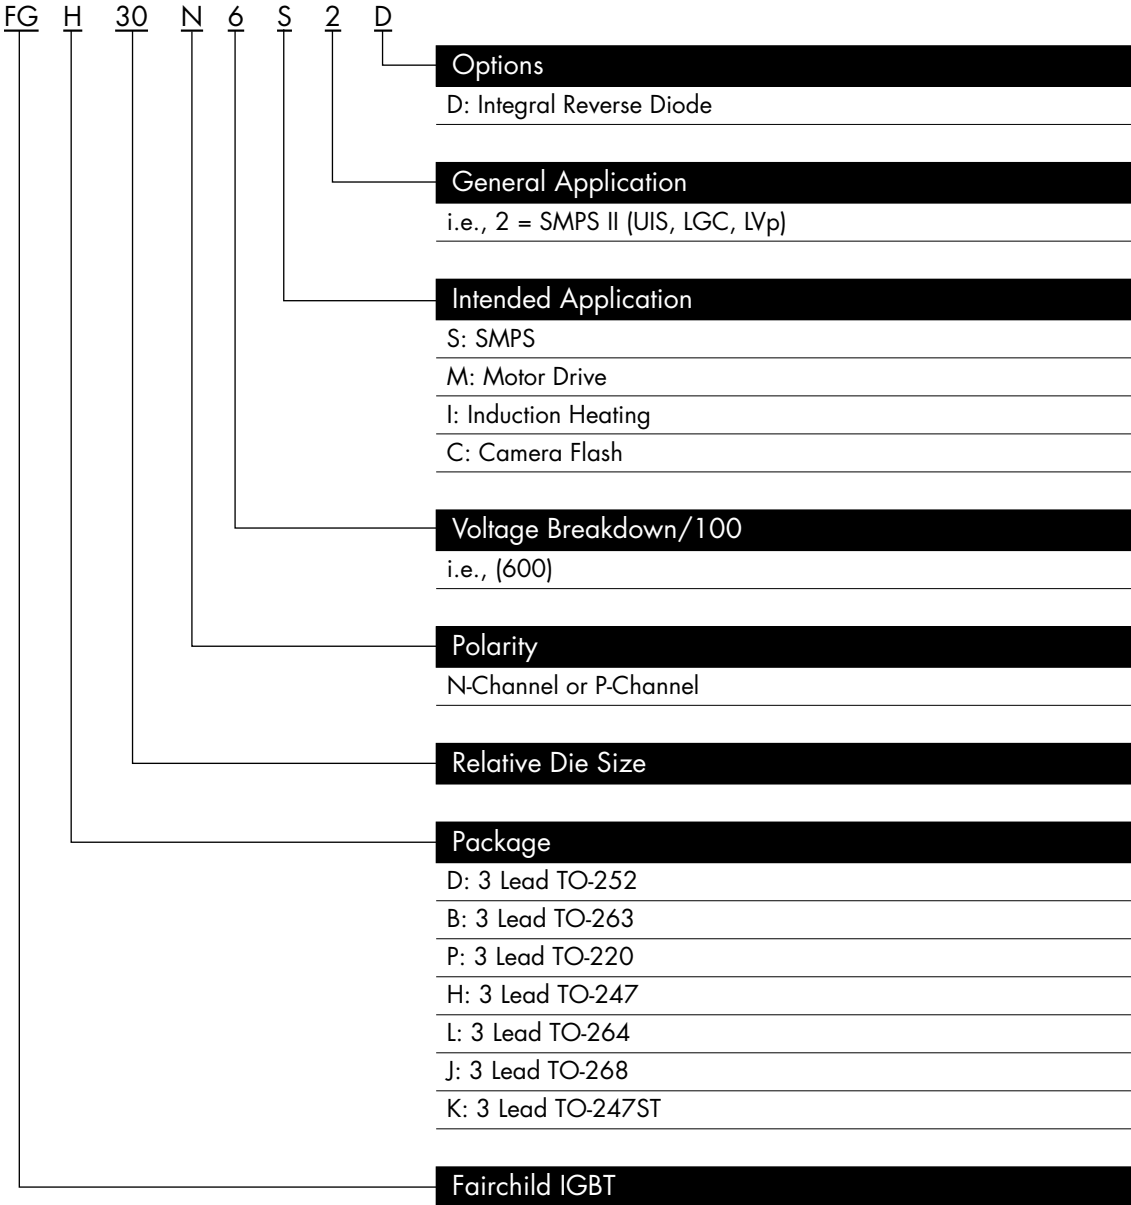 FG H 30 N 6 S 2 D
Options
D: Integral Reverse Diode
General Application
i.e., 2 = SMPS II (UIS, LGC, LVp)
Intended Application
S: SMPS
M: Motor Drive
I: Induction Heating
C: Camera Flash
Voltage Breakdown/100
i.e., (600)
Polarity
N-Channel or P-Channel
Relative Die Size
Package
D: 3 Lead TO-252
B: 3 Lead TO-263
P: 3 Lead TO-220
H: 3 Lead TO-247
L: 3 Lead TO-264
J: 3 Lead TO-268
K: 3 Lead TO-247ST
Fairchild IGBT